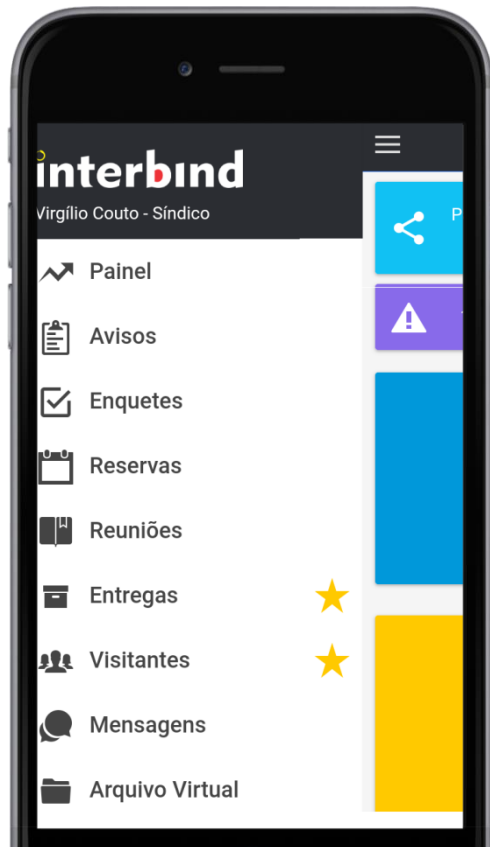 interbind
Virgílio Couto - Síndico
Painel
Avisos
Enquetes
Reservas
Reuniões
Entregas
Visitantes
Mensagens
Arquivo Virtual
P